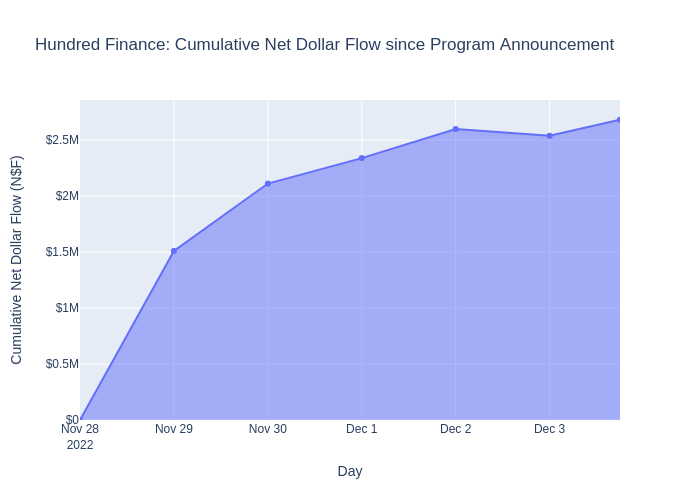 Hundred Finance: Cumulative Net Dollar Flow since Program Announcement
Cumulative Net Dollar Flow (N$F)
$2.5M
$2M
$1.5M
$1M
$0.5M
$0
Nov 28 Nov 29 Nov 30 Dec 1 Dec 2 Dec 3
2022
Day